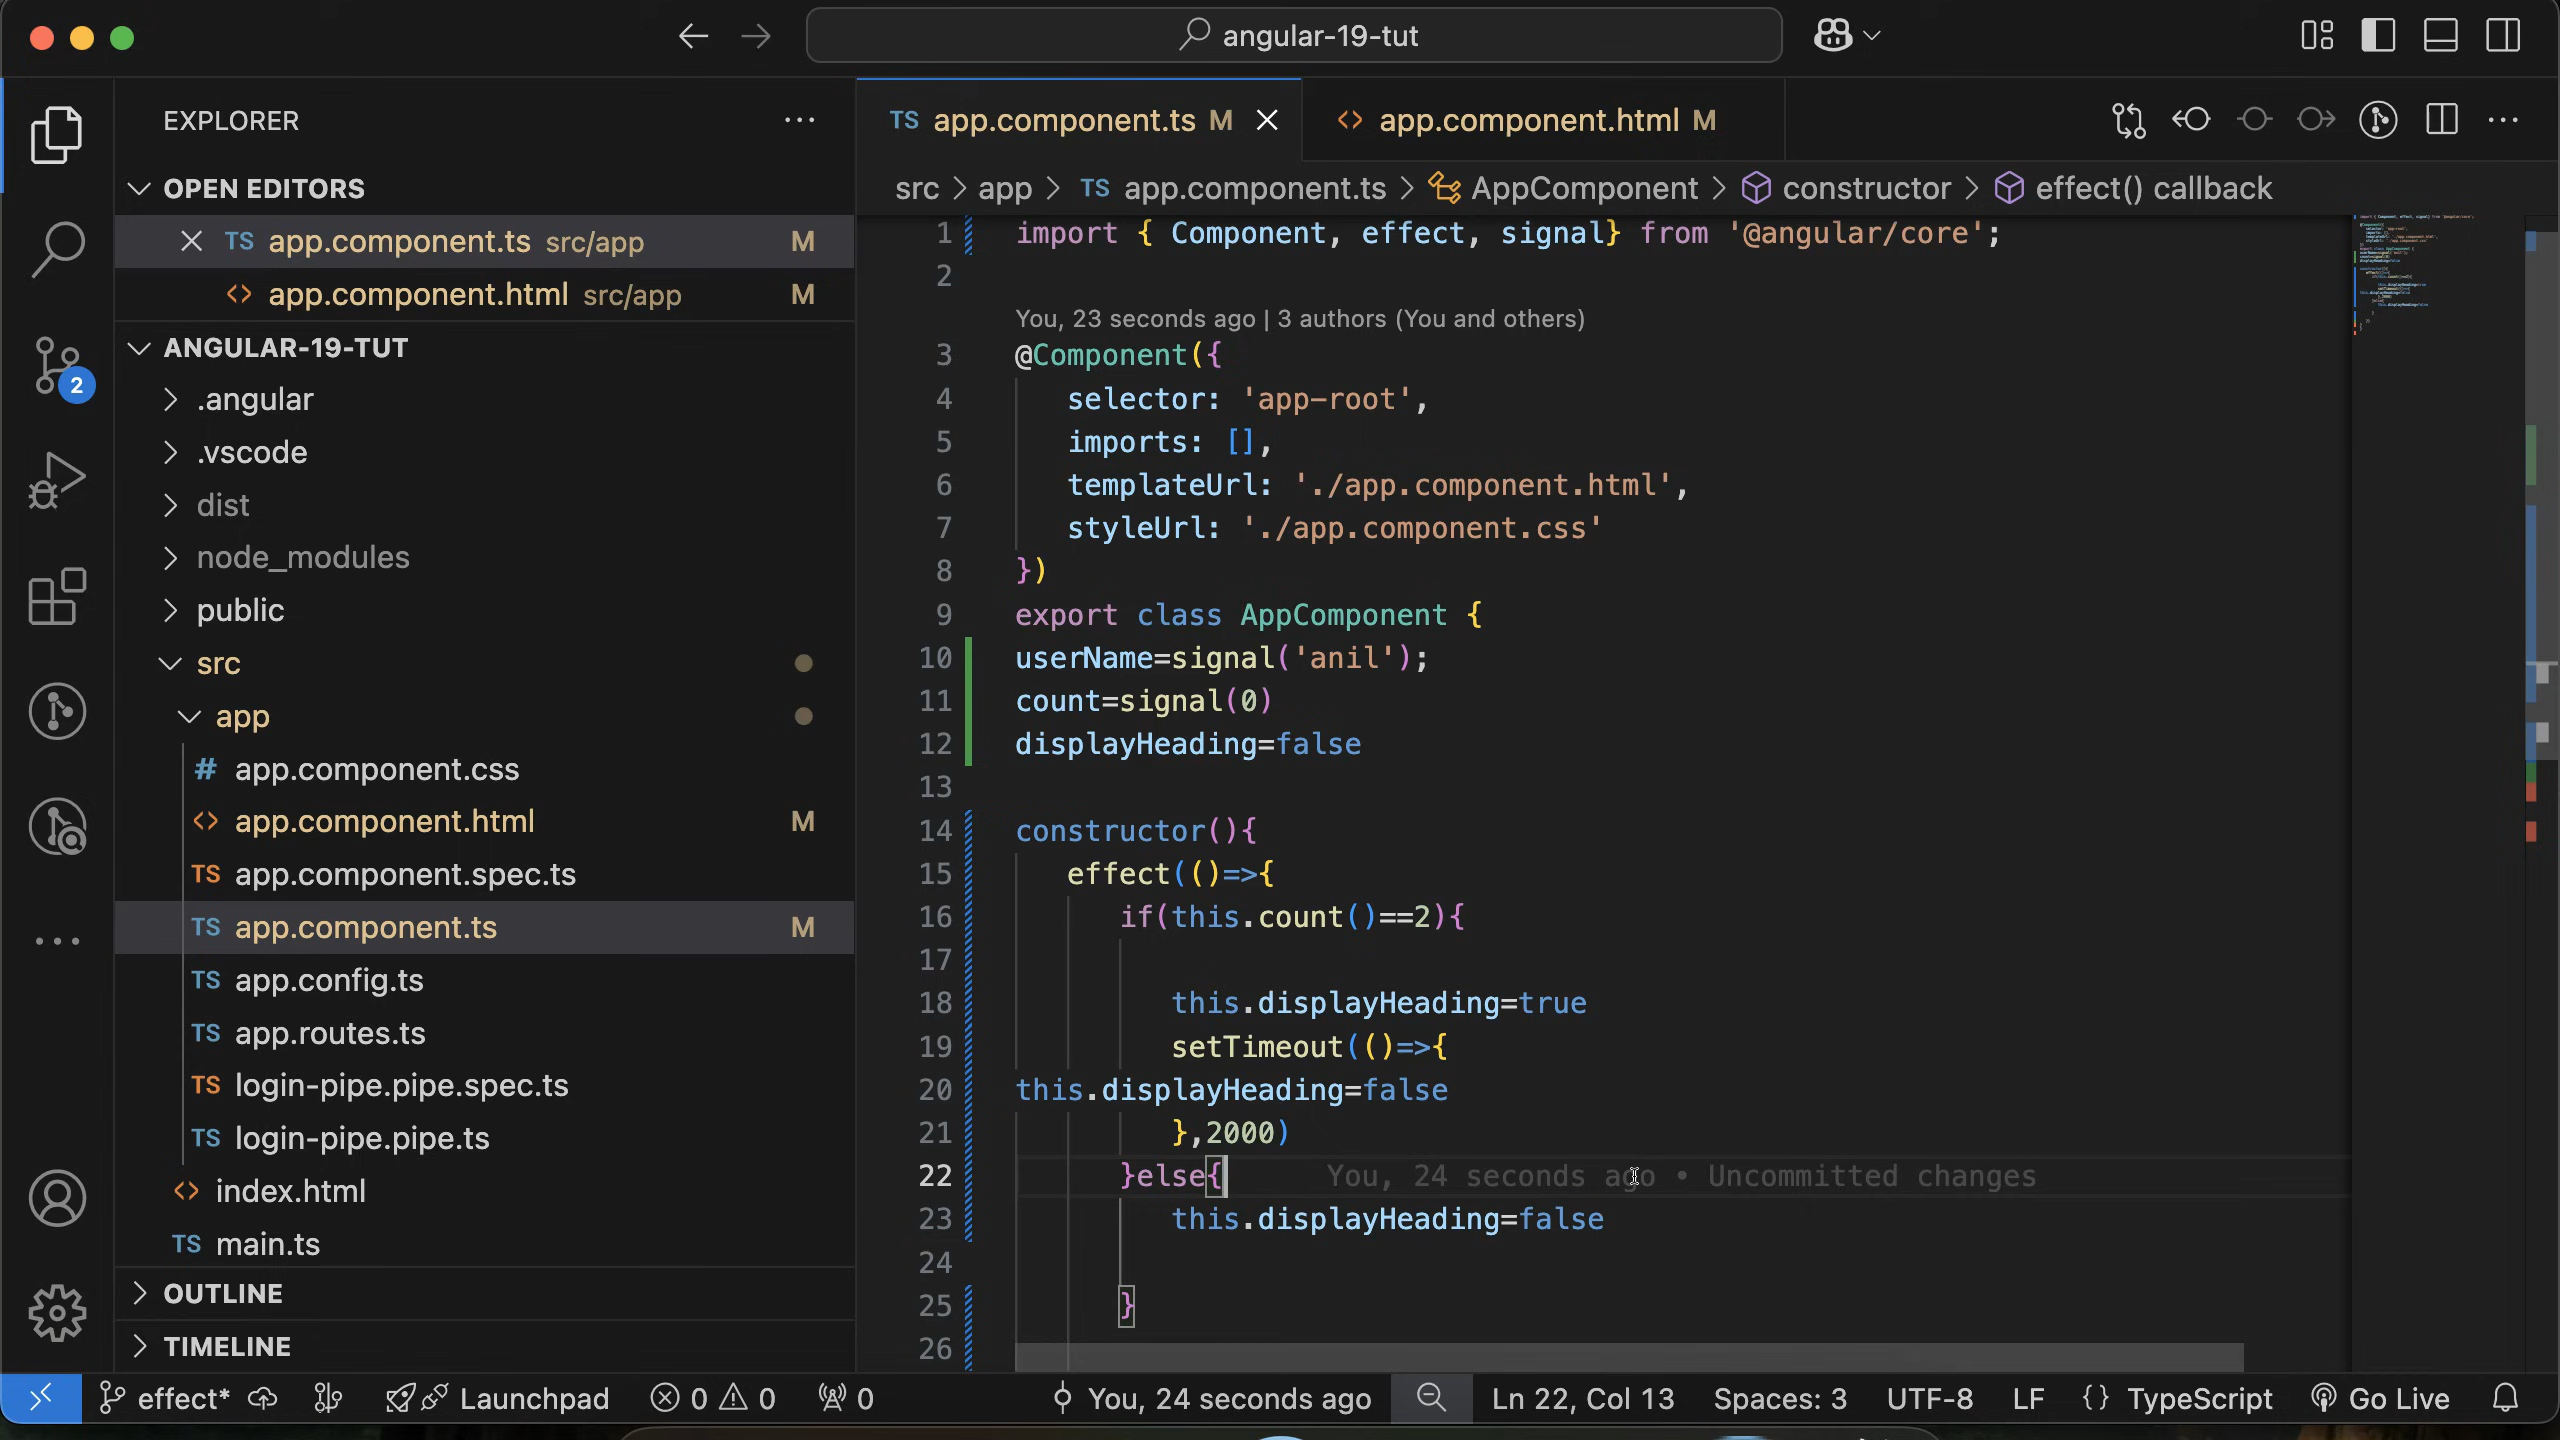 angular-19-tut
EXPLORER
OPEN EDITORS
TS app.component.ts src/app M
<> app.component.html src/app M
ANGULAR-19-TUT
.angular
.vscode
dist
node_modules
public
src
app
# app.component.css
<> app.component.html M
TS app.component.spec.ts
TS app.component.ts M
TS app.config.ts
TS app.routes.ts
TS login-pipe.pipe.spec.ts
TS login-pipe.pipe.ts
<> index.html
TS main.ts
OUTLINE
TIMELINE
2
TS app.component.ts M
<> app.component.html M
src > app > TS app.component.ts > AppComponent > constructor > effect() callback
1 import { Component, effect, signal} from '@angular/core';
2
You, 23 seconds ago | 3 authors (You and others)
3 @Component({
4 selector: 'app-root',
5 imports: [],
6 templateUrl: './app.component.html',
7 styleUrl: './app.component.css'
8 })
9 export class AppComponent {
10 userName=signal('anil');
11 count=signal(0)
12 displayHeading=false
13
14 constructor(){
15 effect(()=>{
16 if(this.count()==2){
17
18 this.displayHeading=true
19 setTimeout(()=>{
20 this.displayHeading=false
21 },2000)
22 }else{ You, 24 seconds ago • Uncommitted changes
23 this.displayHeading=false
24
25 }
26
effect* Launchpad 0 0 0 You, 24 seconds ago Ln 22, Col 13 Spaces: 3 UTF-8 LF {} TypeScript Go Live